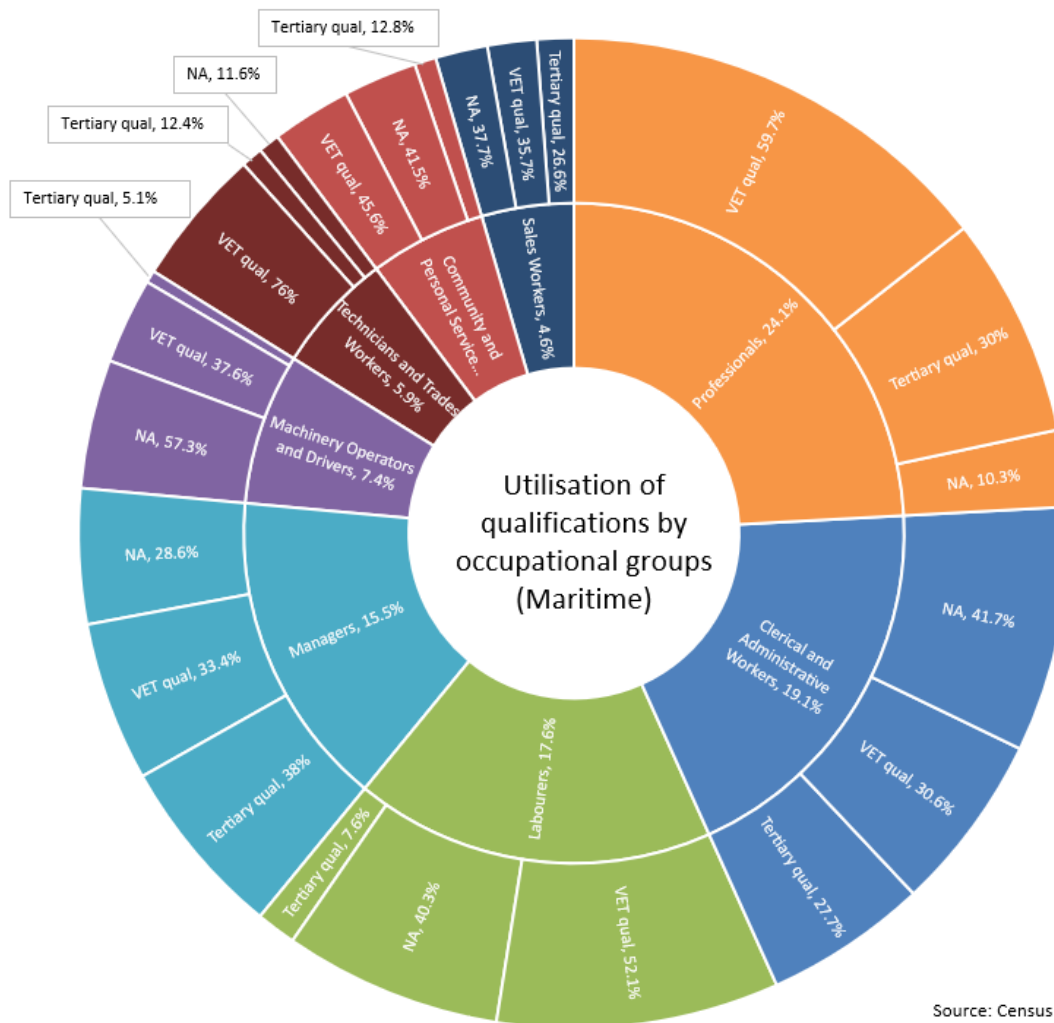 Utilisation of
qualifications by
occupational groups
(Maritime)
Professionals, 24.1%
VET qual, 59.7%
Tertiary qual, 30%
NA, 10.3%
Clerical and
Administrative
Workers, 19.1%
NA, 41.7%
VET qual, 30.6%
Tertiary qual, 27.7%
Labourers, 17.6%
VET qual, 52.1%
NA, 40.3%
Tertiary qual, 7.6%
Managers, 15.5%
Tertiary qual, 38%
VET qual, 33.4%
NA, 28.6%
Machinery Operators
and Drivers, 7.4%
NA, 57.3%
VET qual, 37.6%
Tertiary qual, 5.1%
Technicians and Trades
Workers, 5.9%
VET qual, 76%
Tertiary qual, 12.4%
NA, 11.6%
Community and
Personal Service...
VET qual, 45.6%
NA, 41.5%
Tertiary qual, 12.8%
Sales Workers, 4.6%
NA, 37.7%
VET qual, 35.7%
Tertiary qual, 26.6%
Source: Census